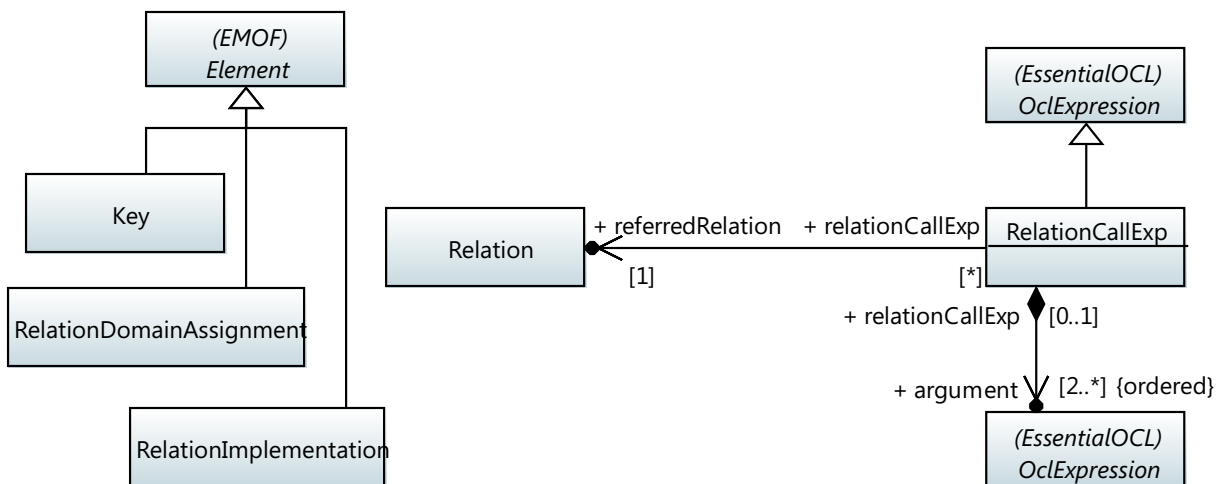 (EMOF)
Element
Key
RelationDomainAssignment
RelationImplementation
(EssentialOCL)
OclExpression
Relation
+ referredRelation
+ relationCallExp
RelationCallExp
[1]
[*]
+ relationCallExp
[0..1]
+ argument
[2..*] {ordered}
(EssentialOCL)
OclExpression